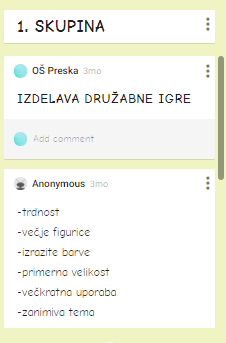 1. SKUPINA
OŠ Preska 3mo
IZDELAVA DRUŽABNE IGRE
Add comment
Anonymous 3mo
-trdnost
-večje figurice
-izrazite barve
-primerna velikost
-večkratna uporaba
-zanimiva tema